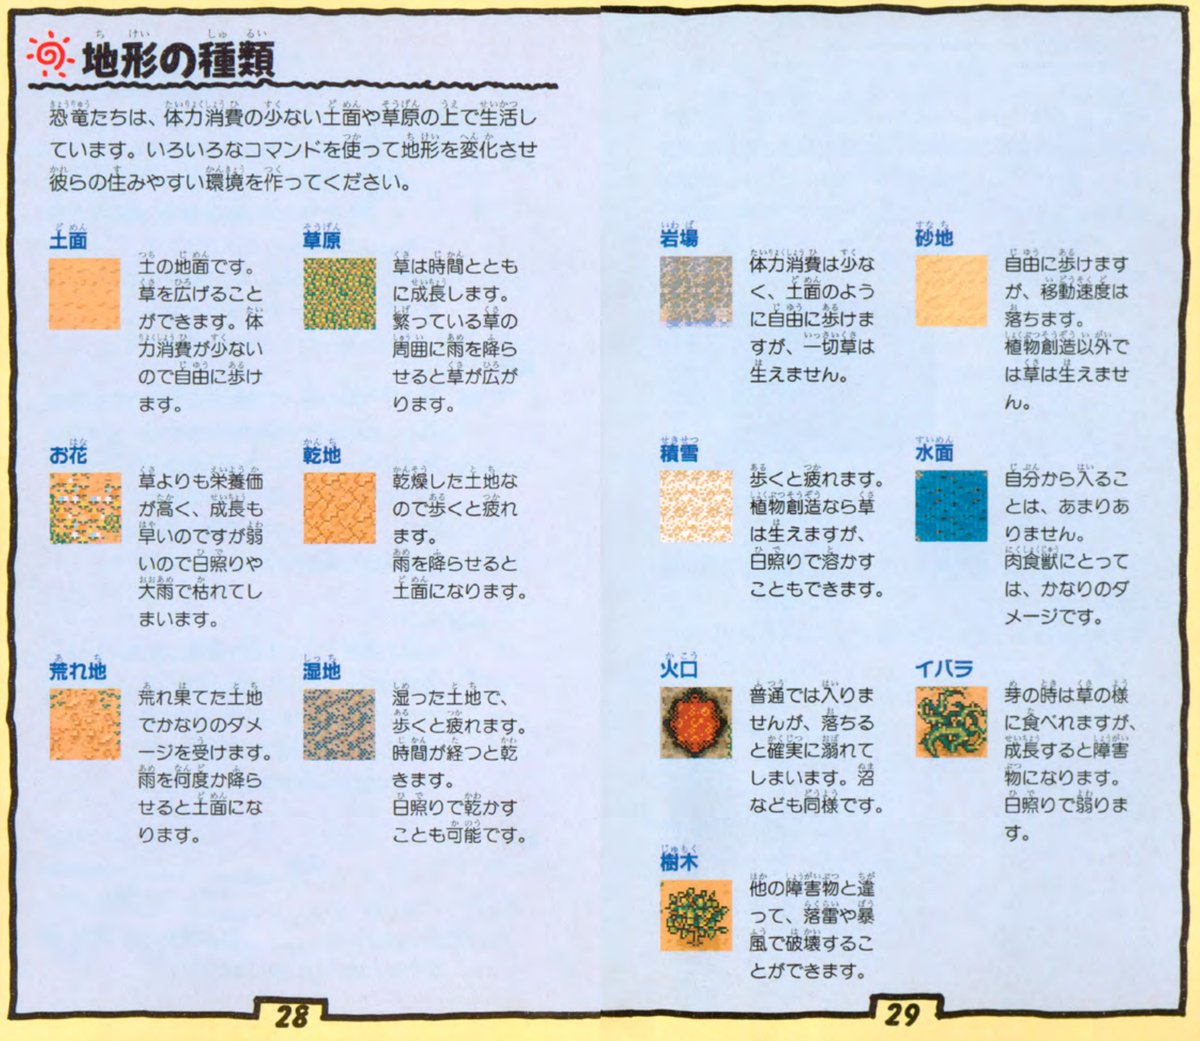 地形の種類
恐竜たちは、体力消費の少ない土面や草原の上で生活し
ています。いろいろなコマンドを使って地形を変化させ
彼らの住みやすい環境を作ってください。
土面
土の地面です。
草を広げること
ができます。体
力消費が少ない
ので自由に歩け
ます。
草原
草は時間ととも
に成長します。
繁っている草の
周囲に雨を降ら
せると草が広が
ります。
お花
草よりも栄養価
が高く、成長も
早いのですが弱
いので日照りや
大雨で枯れてし
まいます。
乾地
乾燥した土地な
ので歩くと疲れ
ます。
雨を降らせると
土面になります。
荒れ地
荒れ果てた土地
でかなりのダメ
ージを受けます。
雨を何度か降ら
せると土面にな
ります。
湿地
湿った土地で、
歩くと疲れます。
時間が経つと乾
きます。
日照りで乾かす
ことも可能です。
28
岩場
体力消費は少な
く、土面のよう
に自由に歩けま
すが、一切草は
生えません。
砂地
自由に歩けます
が、移動速度は
落ちます。
植物創造以外で
は草は生えませ
ん。
積雪
歩くと疲れます。
植物創造なら草
は生えますが、
日照りで溶かす
こともできます。
水面
自分から入るこ
とは、あまりあ
りません。
肉食獣にとって
は、かなりのダ
メージです。
火口
普通では入りま
せんが、落ちる
と確実に溺れて
しまいます。沼
なども同様です。
イバラ
芽の時は草の様
に食べれますが、
成長すると障害
物になります。
日照りで弱りま
す。
樹木
他の障害物と違
って、落雷や暴
風で破壊するこ
とができます。
29